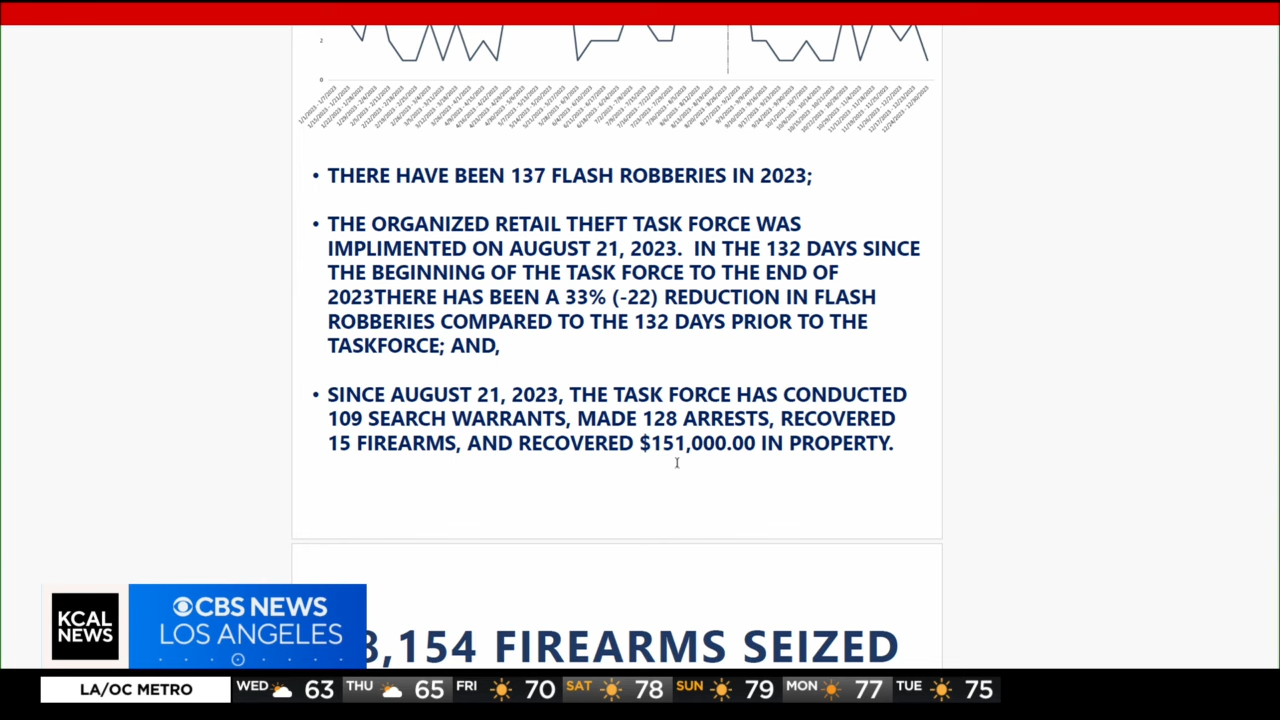 2
0
• THERE HAVE BEEN 137 FLASH ROBBERIES IN 2023;
• THE ORGANIZED RETAIL THEFT TASK FORCE WAS
IMPLIMENTED ON AUGUST 21, 2023.  IN THE 132 DAYS SINCE
THE BEGINNING OF THE TASK FORCE TO THE END OF
2023THERE HAS BEEN A 33% (-22) REDUCTION IN FLASH
ROBBERIES COMPARED TO THE 132 DAYS PRIOR TO THE
TASKFORCE; AND,
• SINCE AUGUST 21, 2023, THE TASK FORCE HAS CONDUCTED
109 SEARCH WARRANTS, MADE 128 ARRESTS, RECOVERED
15 FIREARMS, AND RECOVERED $151,000.00 IN PROPERTY.
,154 FIREARMS SEIZED
KCAL
NEWS
CBS NEWS
LOS ANGELES
LA/OC METRO WED 63 THU 65 FRI 70 SAT 78 SUN 79 MON 77 TUE 75